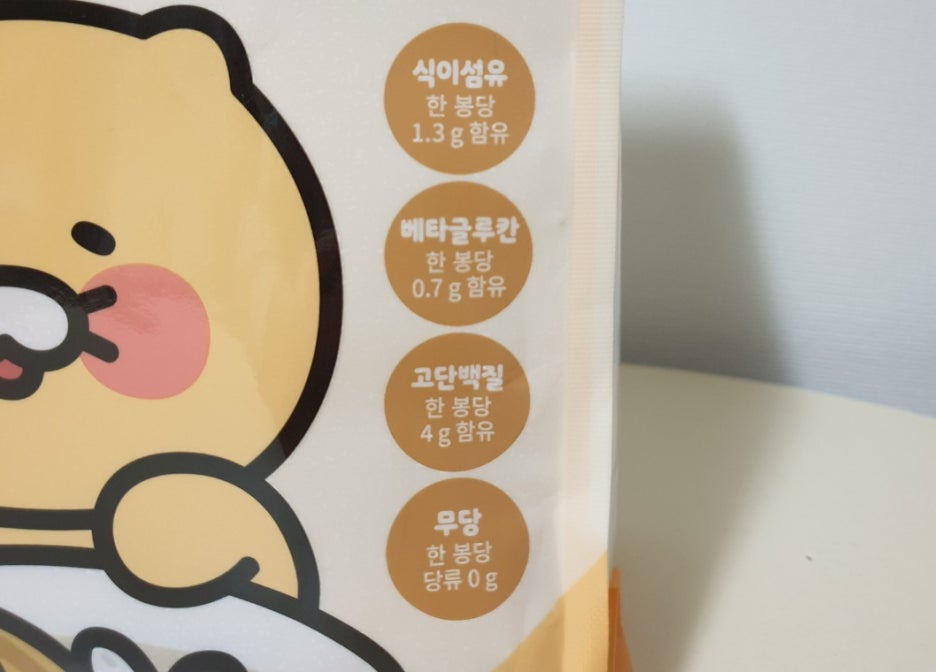 식이섬유
한 봉당
1.3 g 함유
베타글루칸
한 봉당
0.7 g 함유
고단백질
한 봉당
4 g 함유
무당
한 봉당
당류 0 g